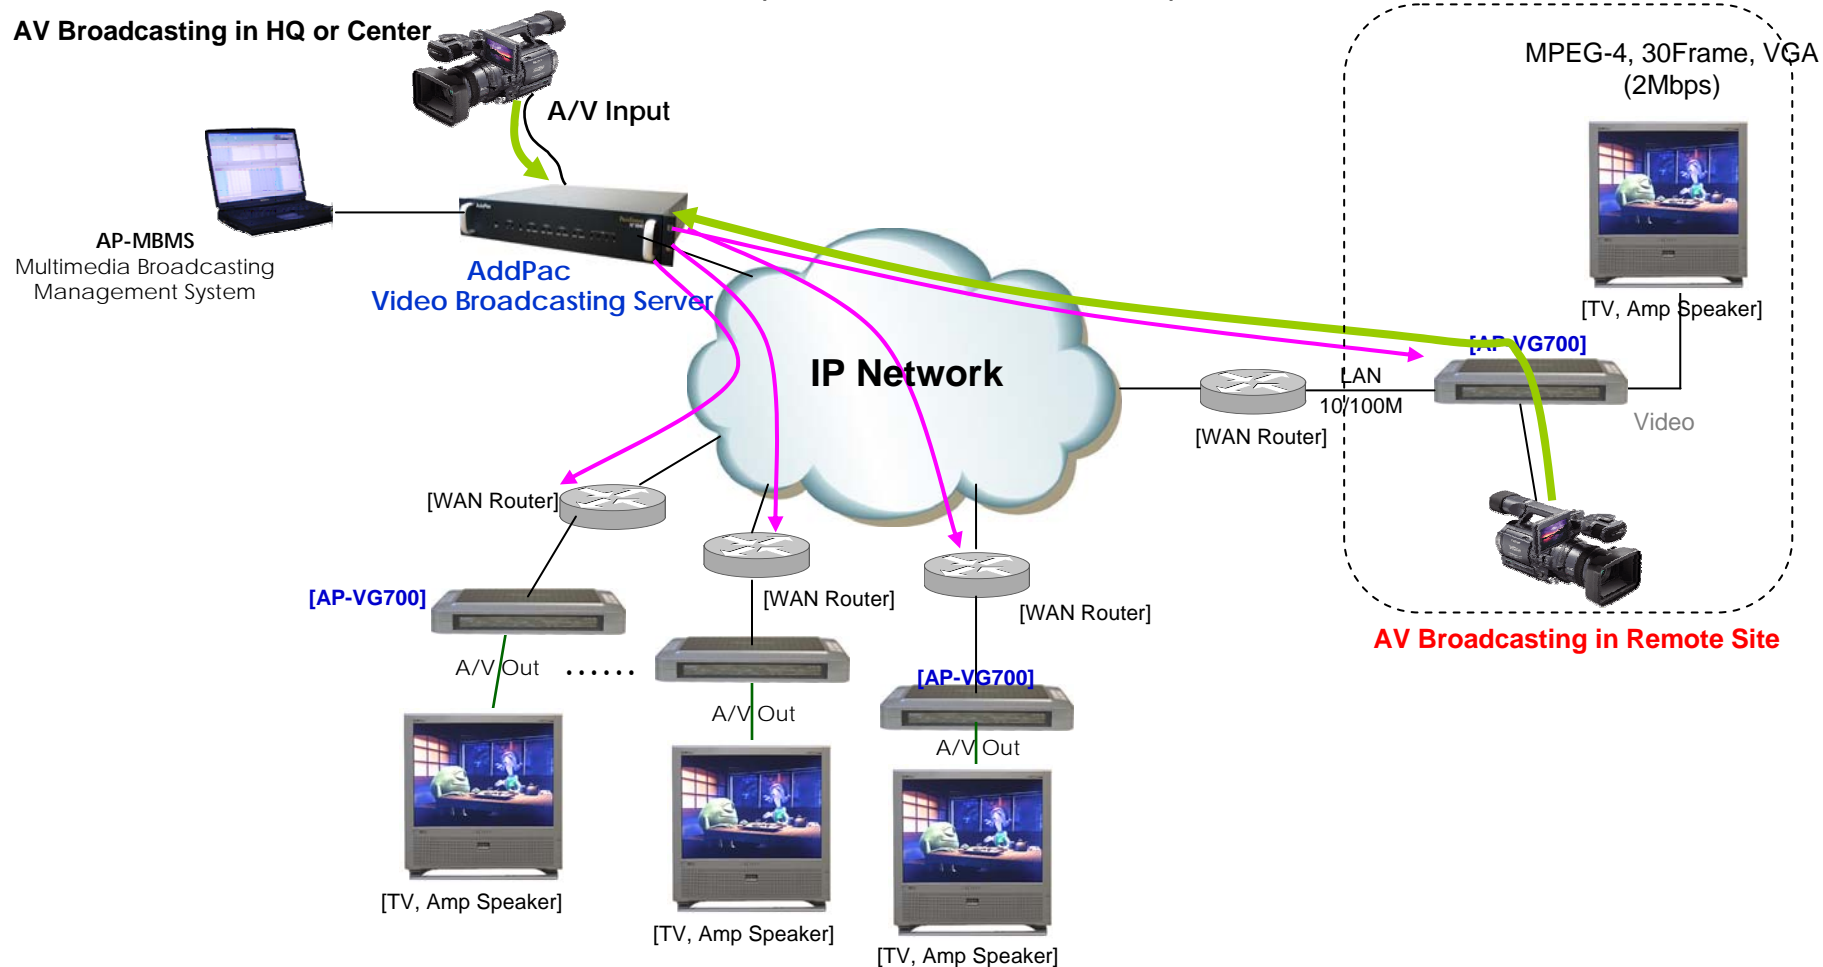 AV Broadcasting in HQ or Center
MPEG-4, 30Frame, VGA
(2Mbps)
A/V Input
AP-MBMS
Multimedia Broadcasting
Management System
AddPac
Video Broadcasting Server
[TV, Amp Speaker]
[AP-VG700]
IP Network
LAN
10/100M
Video
[WAN Router]
[WAN Router]
[AP-VG700]
[WAN Router]
[WAN Router]
AV Broadcasting in Remote Site
A/V Out
......
[AP-VG700]
A/V Out
A/V Out
[TV, Amp Speaker]
[TV, Amp Speaker]
[TV, Amp Speaker]